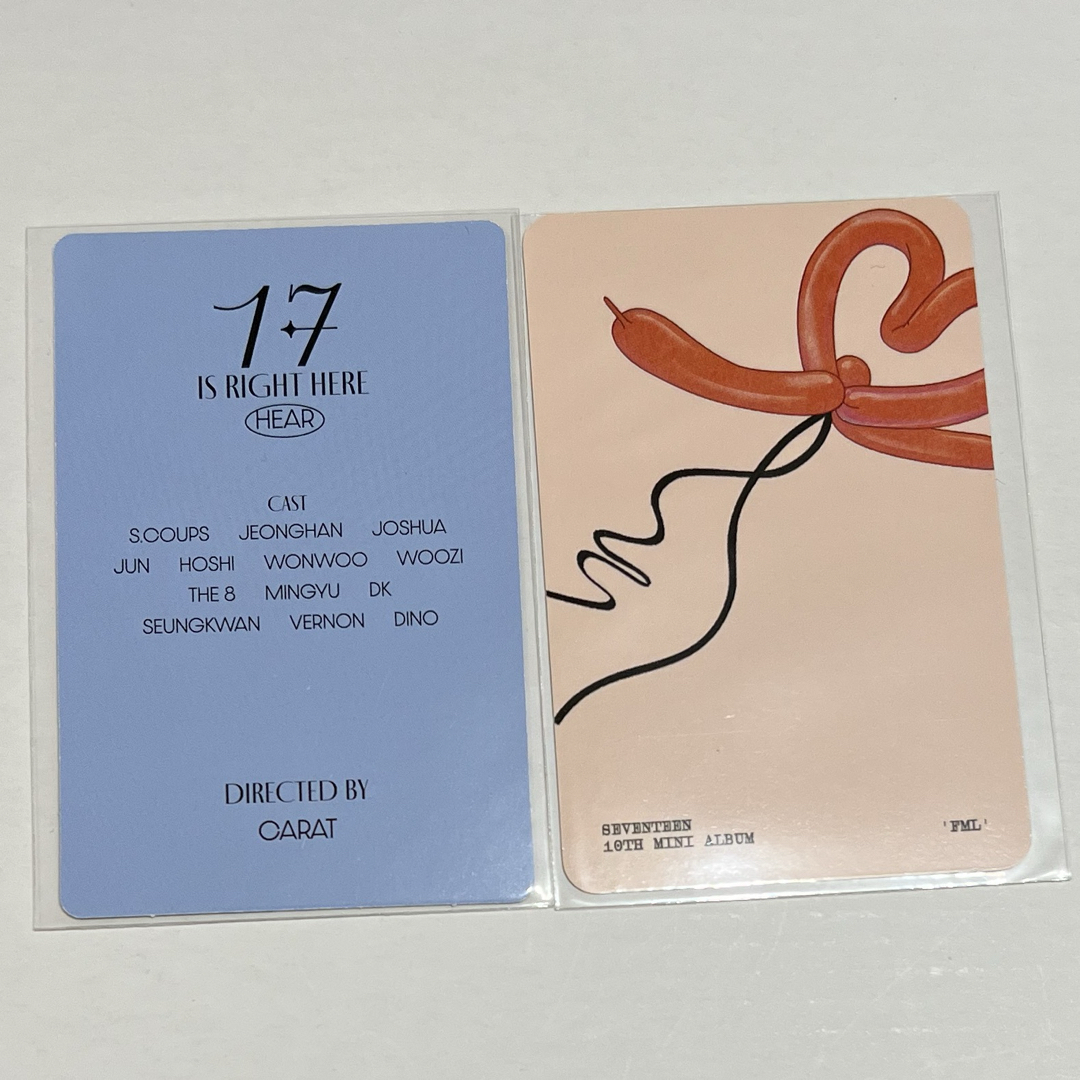 17
IS RIGHT HERE
HEAR
CAST
S.COUPS JEONGHAN JOSHUA
JUN HOSHI WONWOO WOOZI
THE 8 MINGYU DK
SEUNGKWAN VERNON DINO
DIRECTED BY
CARAT
SEVENTEEN
10TH MINI ALBUM
'FML'